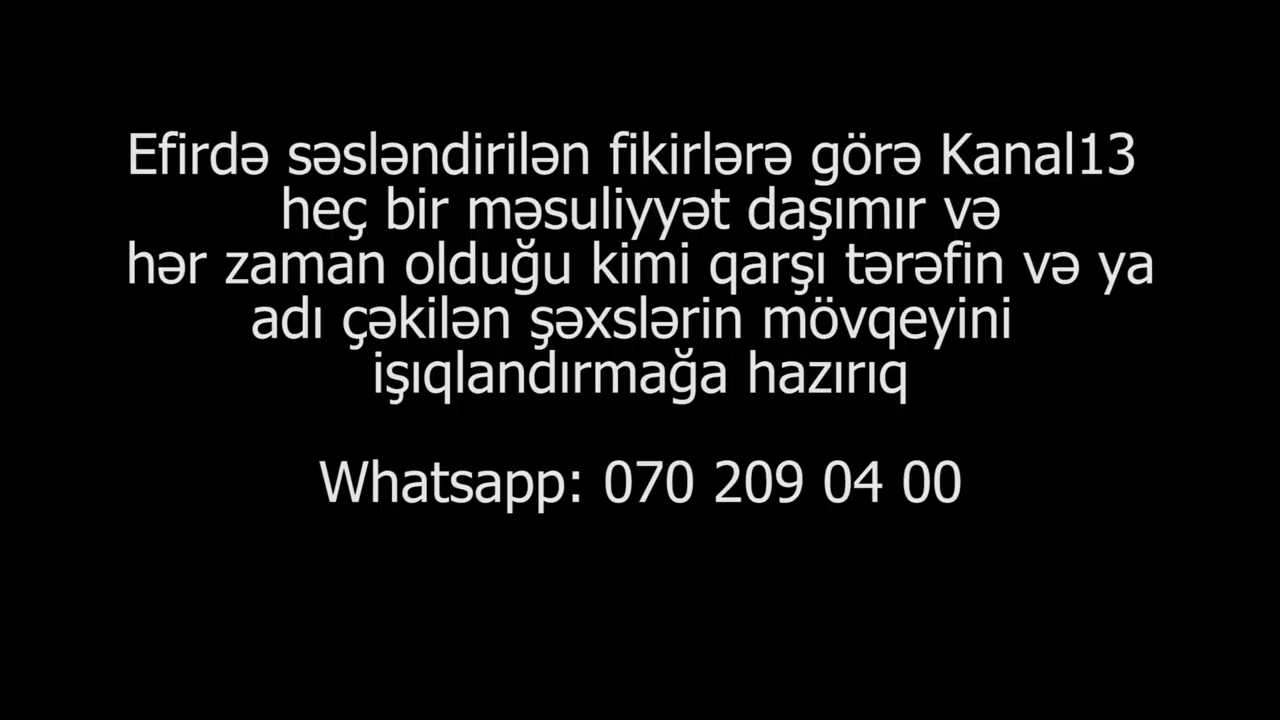 Efirdə səsləndirilən fikirlərə görə Kanal13
heç bir məsuliyyət daşımır və
hər zaman olduğu kimi qarşı tərəfin və ya
adı çəkilən şəxslərin mövqeyini
işıqlandırmağa hazırıq
Whatsapp: 070 209 04 00